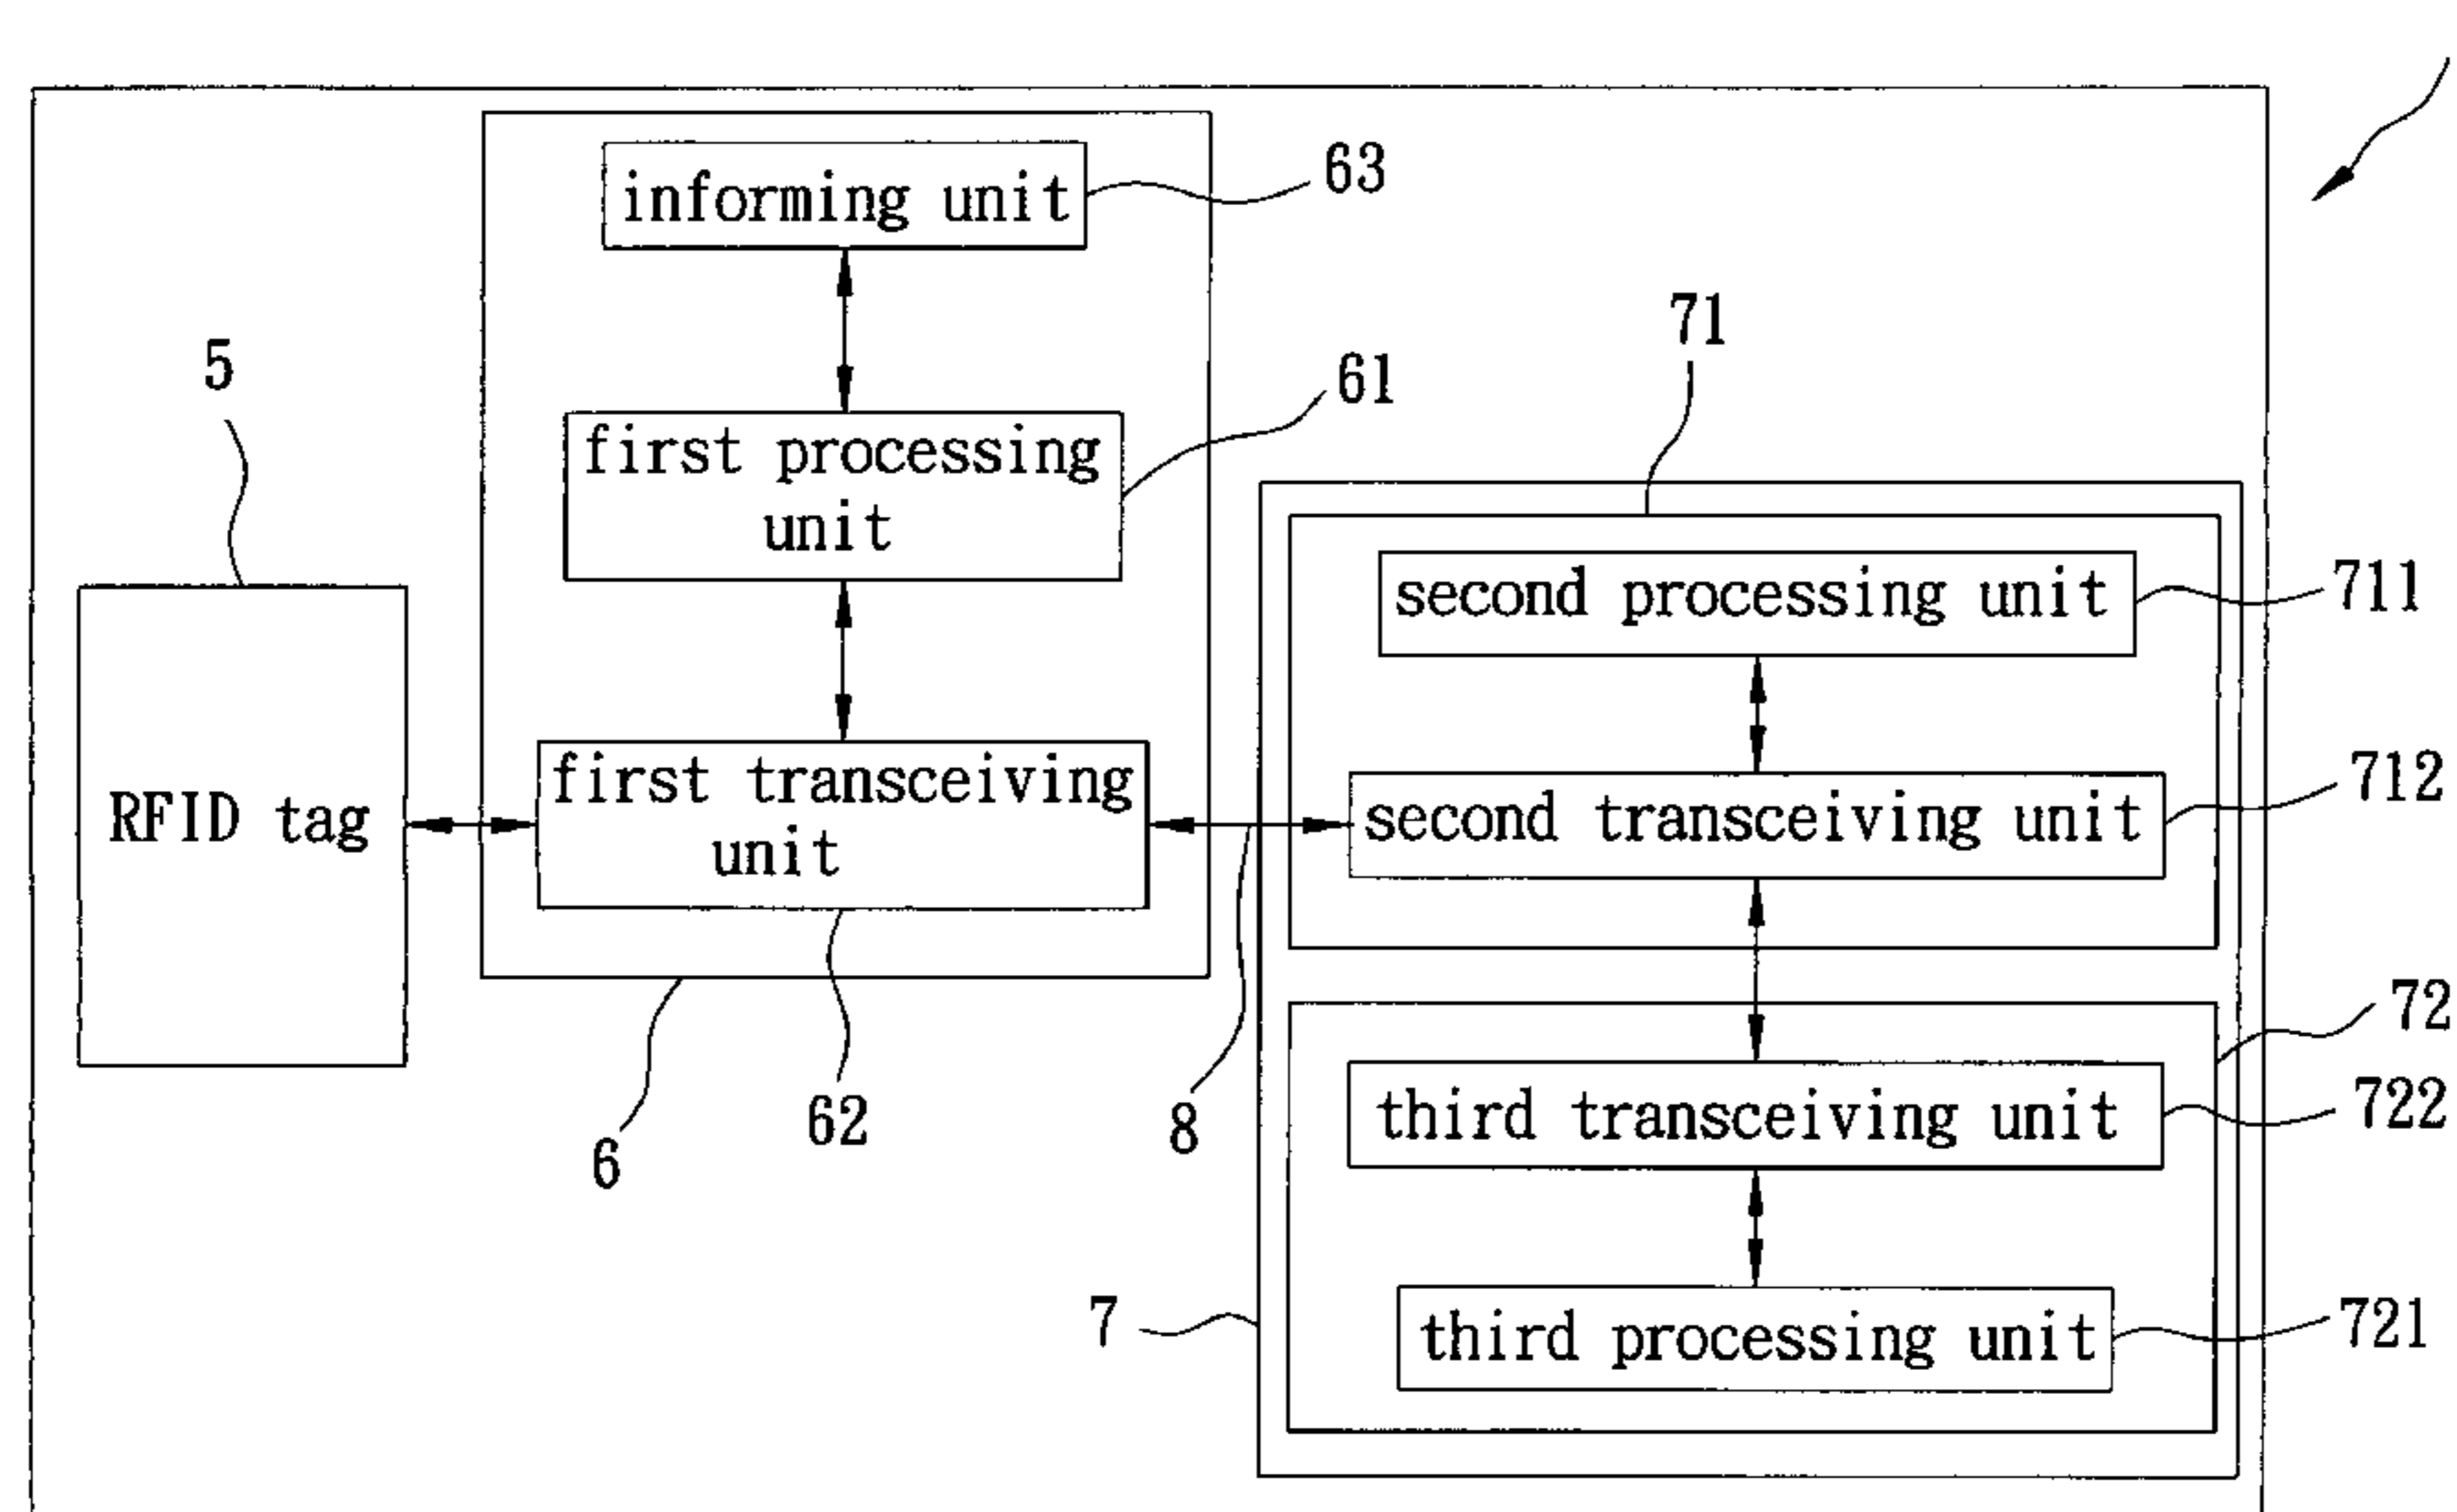 informing unit
63
71
5
61
first processing
unit
second processing unit
711
first transceiving
unit
RFID tag
second transceiving unit
712
72
62
6
8
third transceiving unit
722
7
third processing unit
721